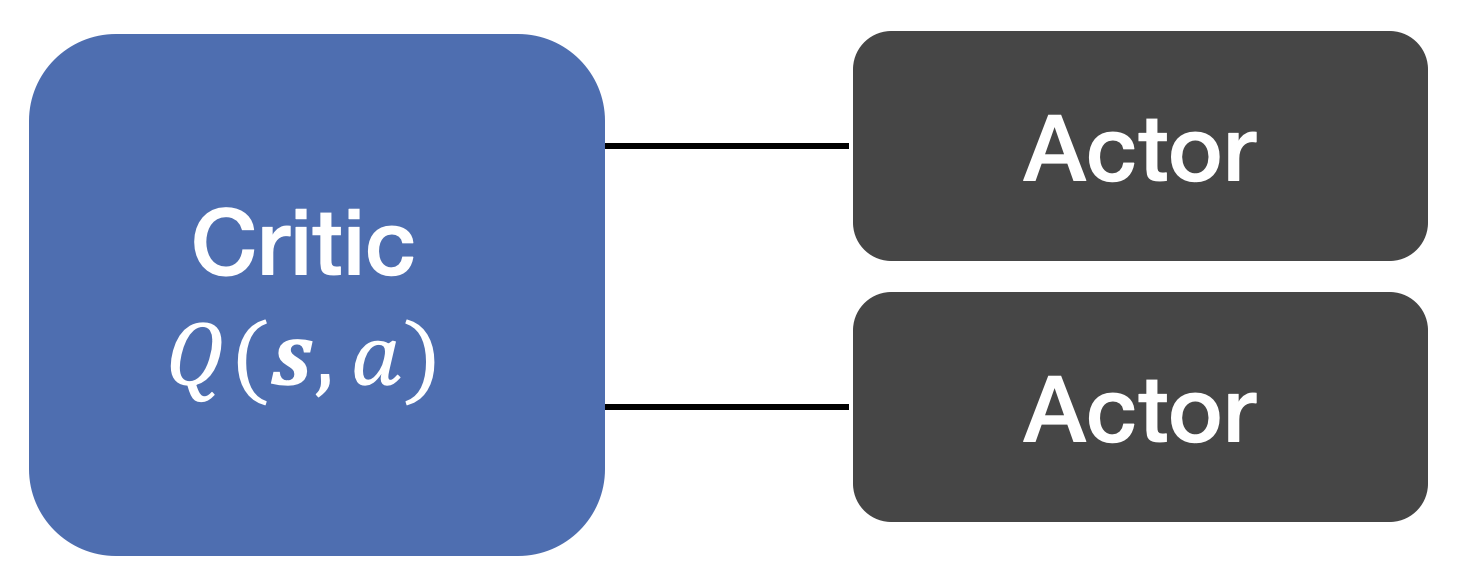 Critic
Q(s, a)
Actor
Actor